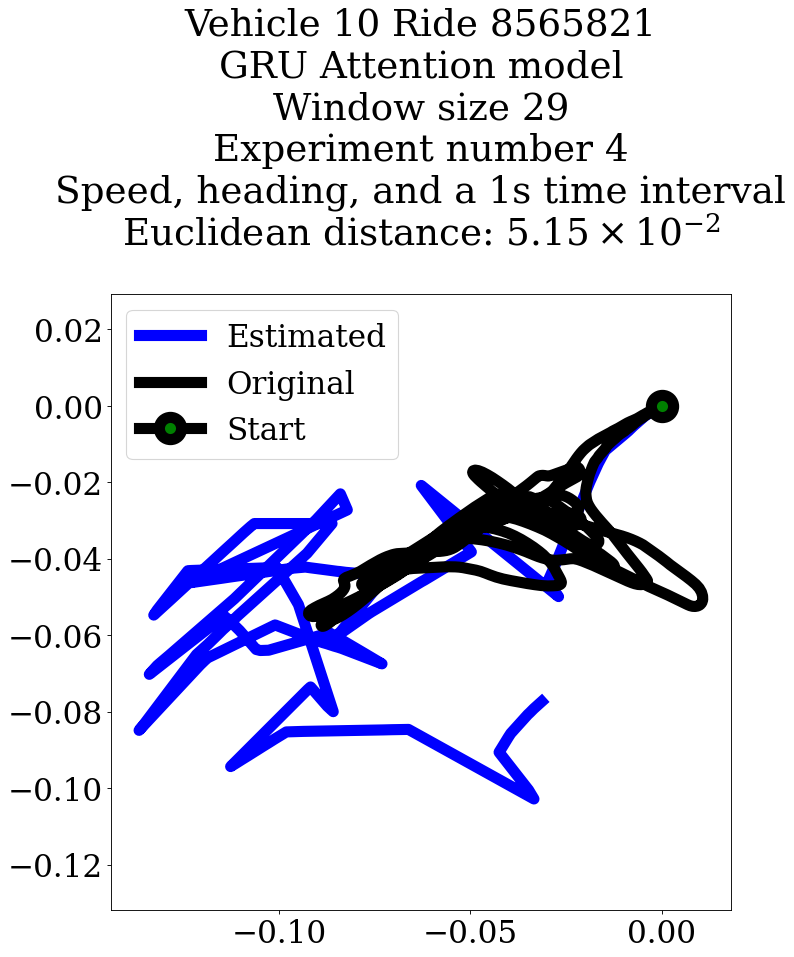 Vehicle 10 Ride 8565821
GRU Attention model
Window size 29
Experiment number 4
Speed, heading, and a 1s time interval
Euclidean distance: 5.15 × 10⁻²
Estimated
Original
Start
0.02
0.00
−0.02
−0.04
−0.06
−0.08
−0.10
−0.12
−0.10 −0.05 0.00